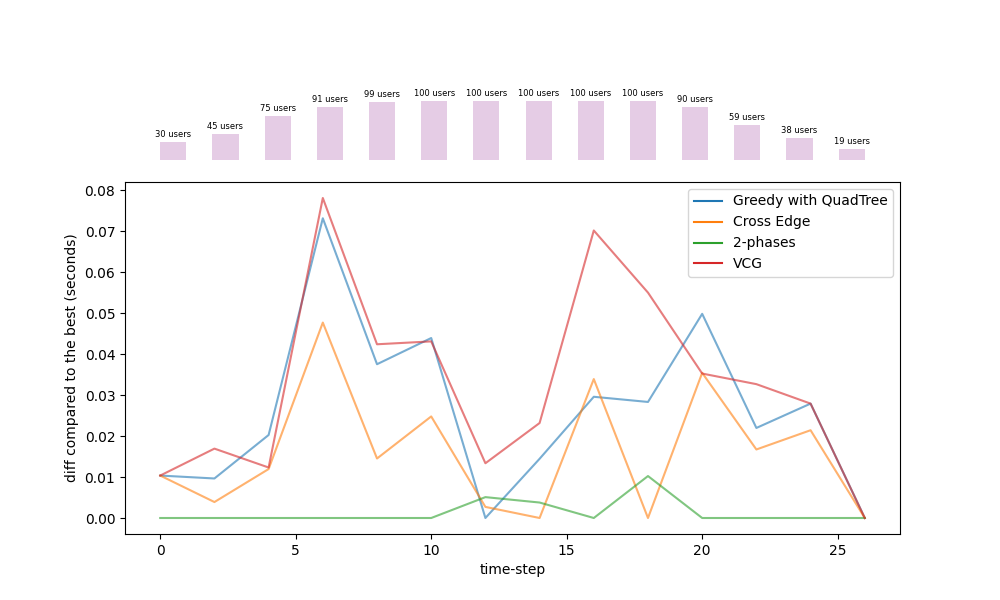 30 users
45 users
75 users
91 users
99 users
100 users
100 users
100 users
100 users
100 users
90 users
59 users
38 users
19 users
Greedy with QuadTree
Cross Edge
2-phases
VCG
diff compared to the best (seconds)
0.08
0.07
0.06
0.05
0.04
0.03
0.02
0.01
0.00
0 5 10 15 20 25
time-step